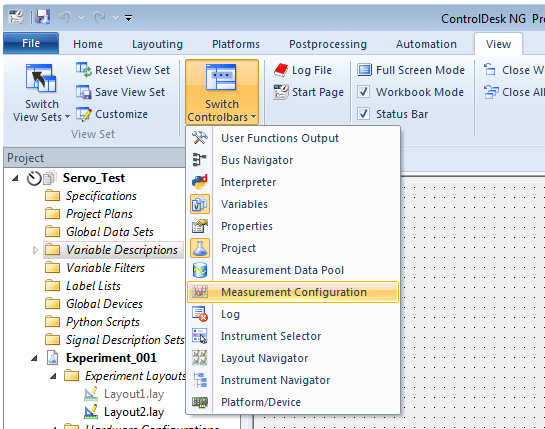 ControlDesk NG Pro
File Home Layouting Platforms Postprocessing Automation View
Switch View Sets
Reset View Set
Save View Set
Customize
View Set
Switch Controlbars
Log File
Start Page
Full Screen Mode
Workbook Mode
Status Bar
Close W
Close All
Project
Servo_Test
Specifications
Project Plans
Global Data Sets
Variable Descriptions
Variable Filters
Label Lists
Global Devices
Python Scripts
Signal Description Sets
Experiment_001
Experiment Layouts
Layout1.lay
Layout2.lay
Hardware Configurations
User Functions Output
Bus Navigator
Interpreter
Variables
Properties
Project
Measurement Data Pool
Measurement Configuration
Log
Instrument Selector
Layout Navigator
Instrument Navigator
Platform/Device